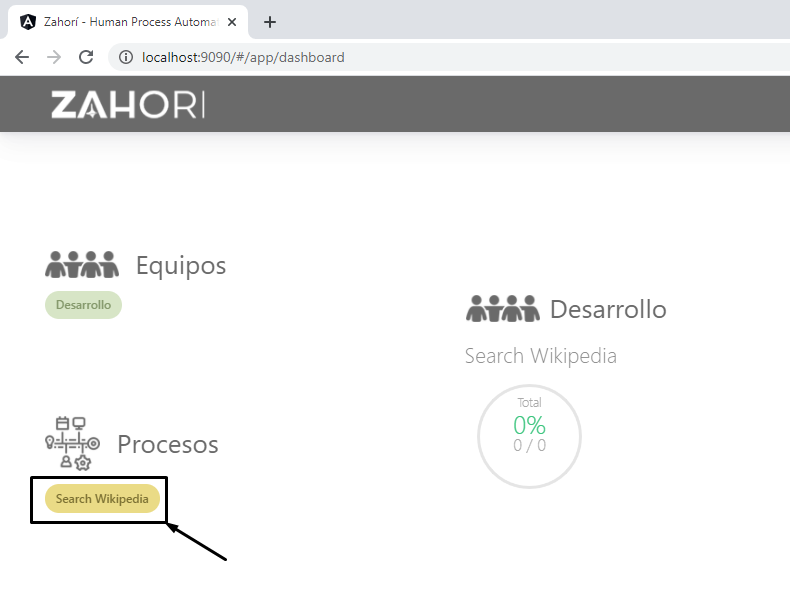 Zahorí - Human Process Automat
localhost:9090/#/app/dashboard
ZAHORI
Equipos
Desarrollo
Procesos
Search Wikipedia
Desarrollo
Search Wikipedia
Total
0%
0 / 0